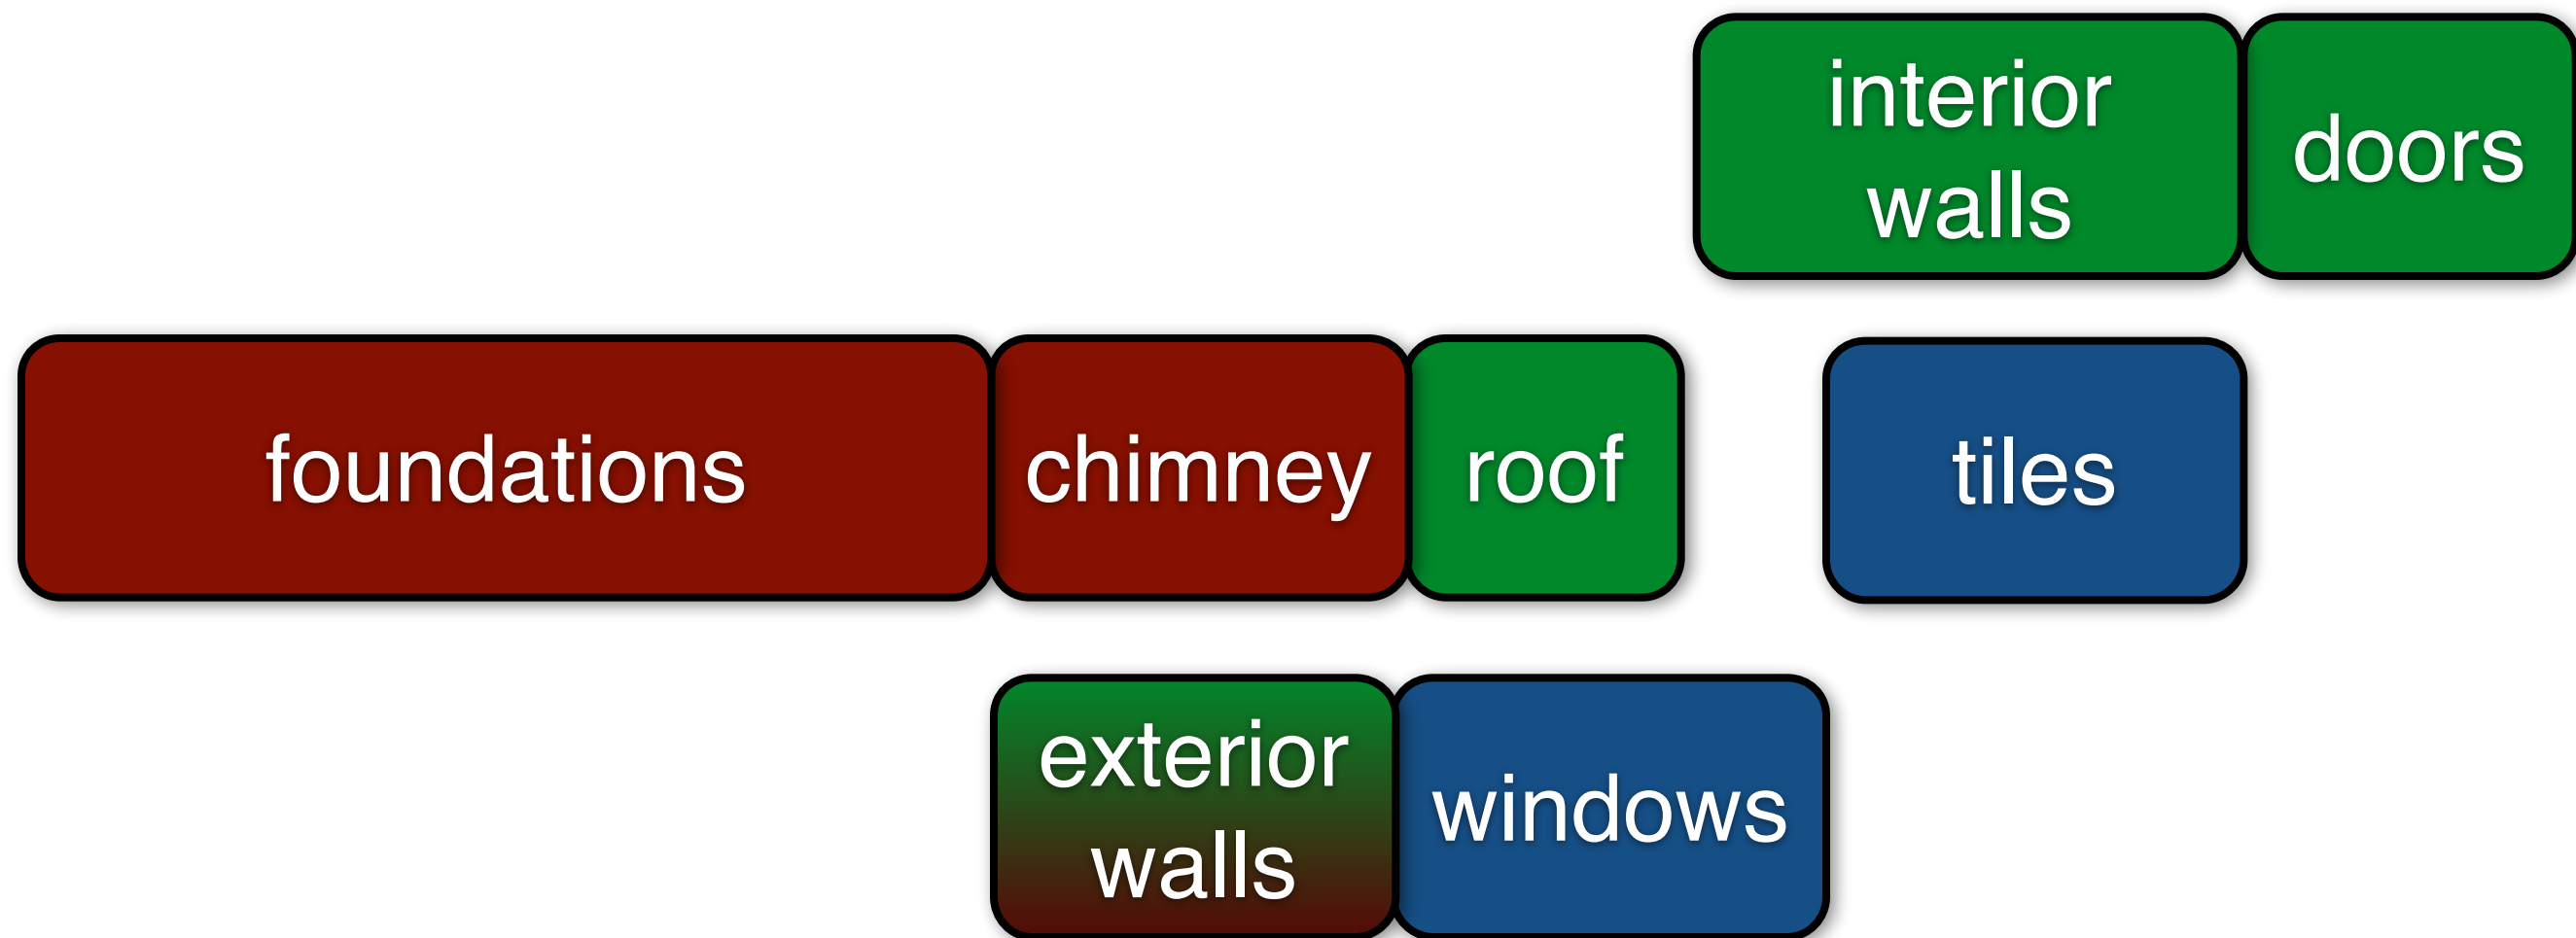 interior
walls
doors
foundations
chimney
roof
tiles
exterior
walls
windows